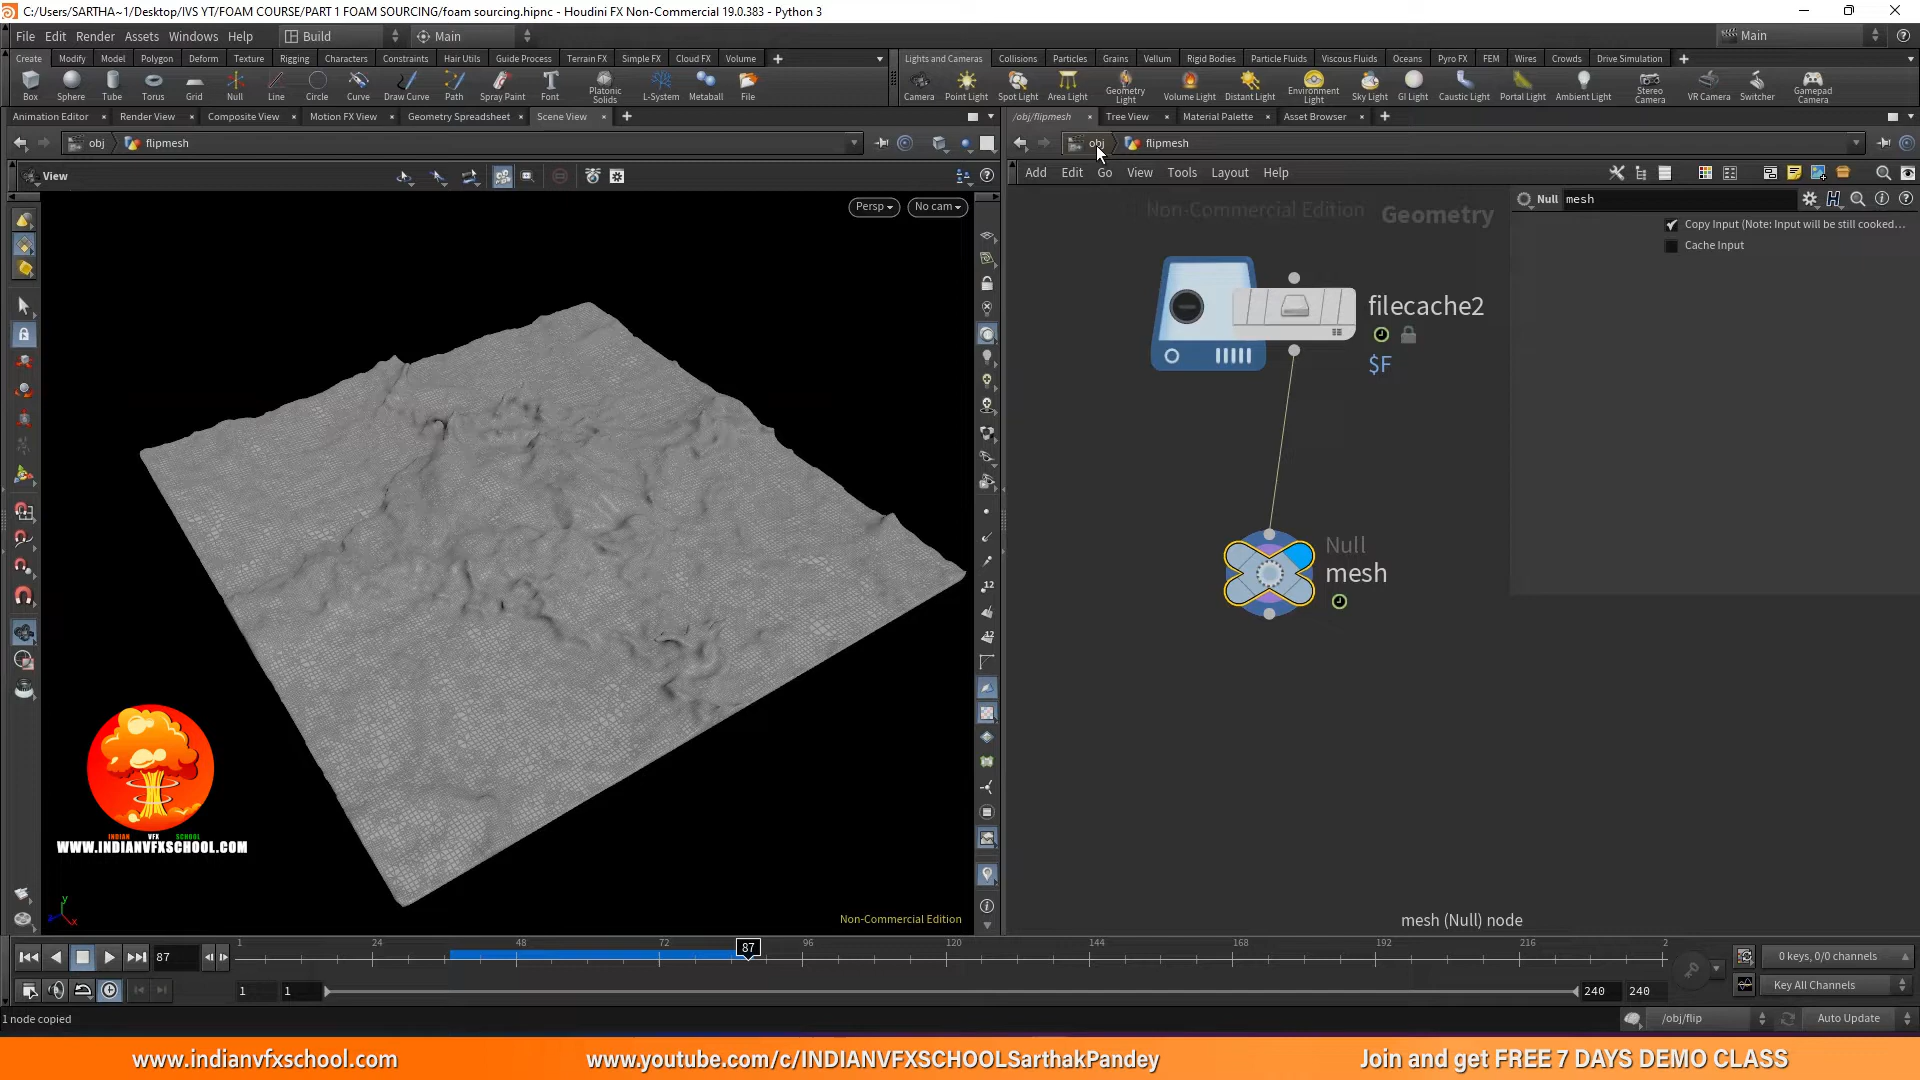 C:/Users/SARTHA~1/Desktop/IVS YT/FOAM COURSE/PART 1 FOAM SOURCING/foam sourcing.hipnc - Houdini FX Non-Commercial 19.0.383 - Python 3
File Edit Render Assets Windows Help Build Main Main
Create Modify Model Polygon Deform Texture Rigging Characters Constraints Hair Utils Guide Process Terrain FX Simple FX Cloud FX Volume
Lights and Cameras Collisions Particles Grains Vellum Rigid Bodies Particle Fluids Viscous Fluids Oceans Pyro FX FEM Wires Crowds Drive Simulation
Box Sphere Tube Torus Grid Null Line Circle Curve Draw Curve Path Spray Paint Font Platonic Solids L-System Metaball File
Camera Point Light Spot Light Area Light Geometry Light Volume Light Distant Light Environment Light Sky Light GI Light Caustic Light Portal Light Ambient Light Stereo Camera VR Camera Switcher Gamepad Camera
Animation Editor Render View Composite View Motion FX View Geometry Spreadsheet Scene View
/obj/flipmesh Tree View Material Palette Asset Browser
obj flipmesh
obj flipmesh
View
Add Edit Go View Tools Layout Help
Persp No cam
Non-Commercial Edition Geometry
Null mesh
Copy Input (Note: Input will be still cooked...
Cache Input
filecache2
$F
Null
mesh
12
12
INDIAN VFX SCHOOL
WWW.INDIANVFXSCHOOL.COM
y
z x
Non-Commercial Edition
mesh (Null) node
87
1 24 48 72 87 96 120 144 168 192 216 2
0 keys, 0/0 channels
1 1 240 240
Key All Channels
1 node copied
/obj/flip
Auto Update
www.indianvfxschool.com
www.youtube.com/c/INDIANVFXSCHOOLSarthakPandey
Join and get FREE 7 DAYS DEMO CLASS